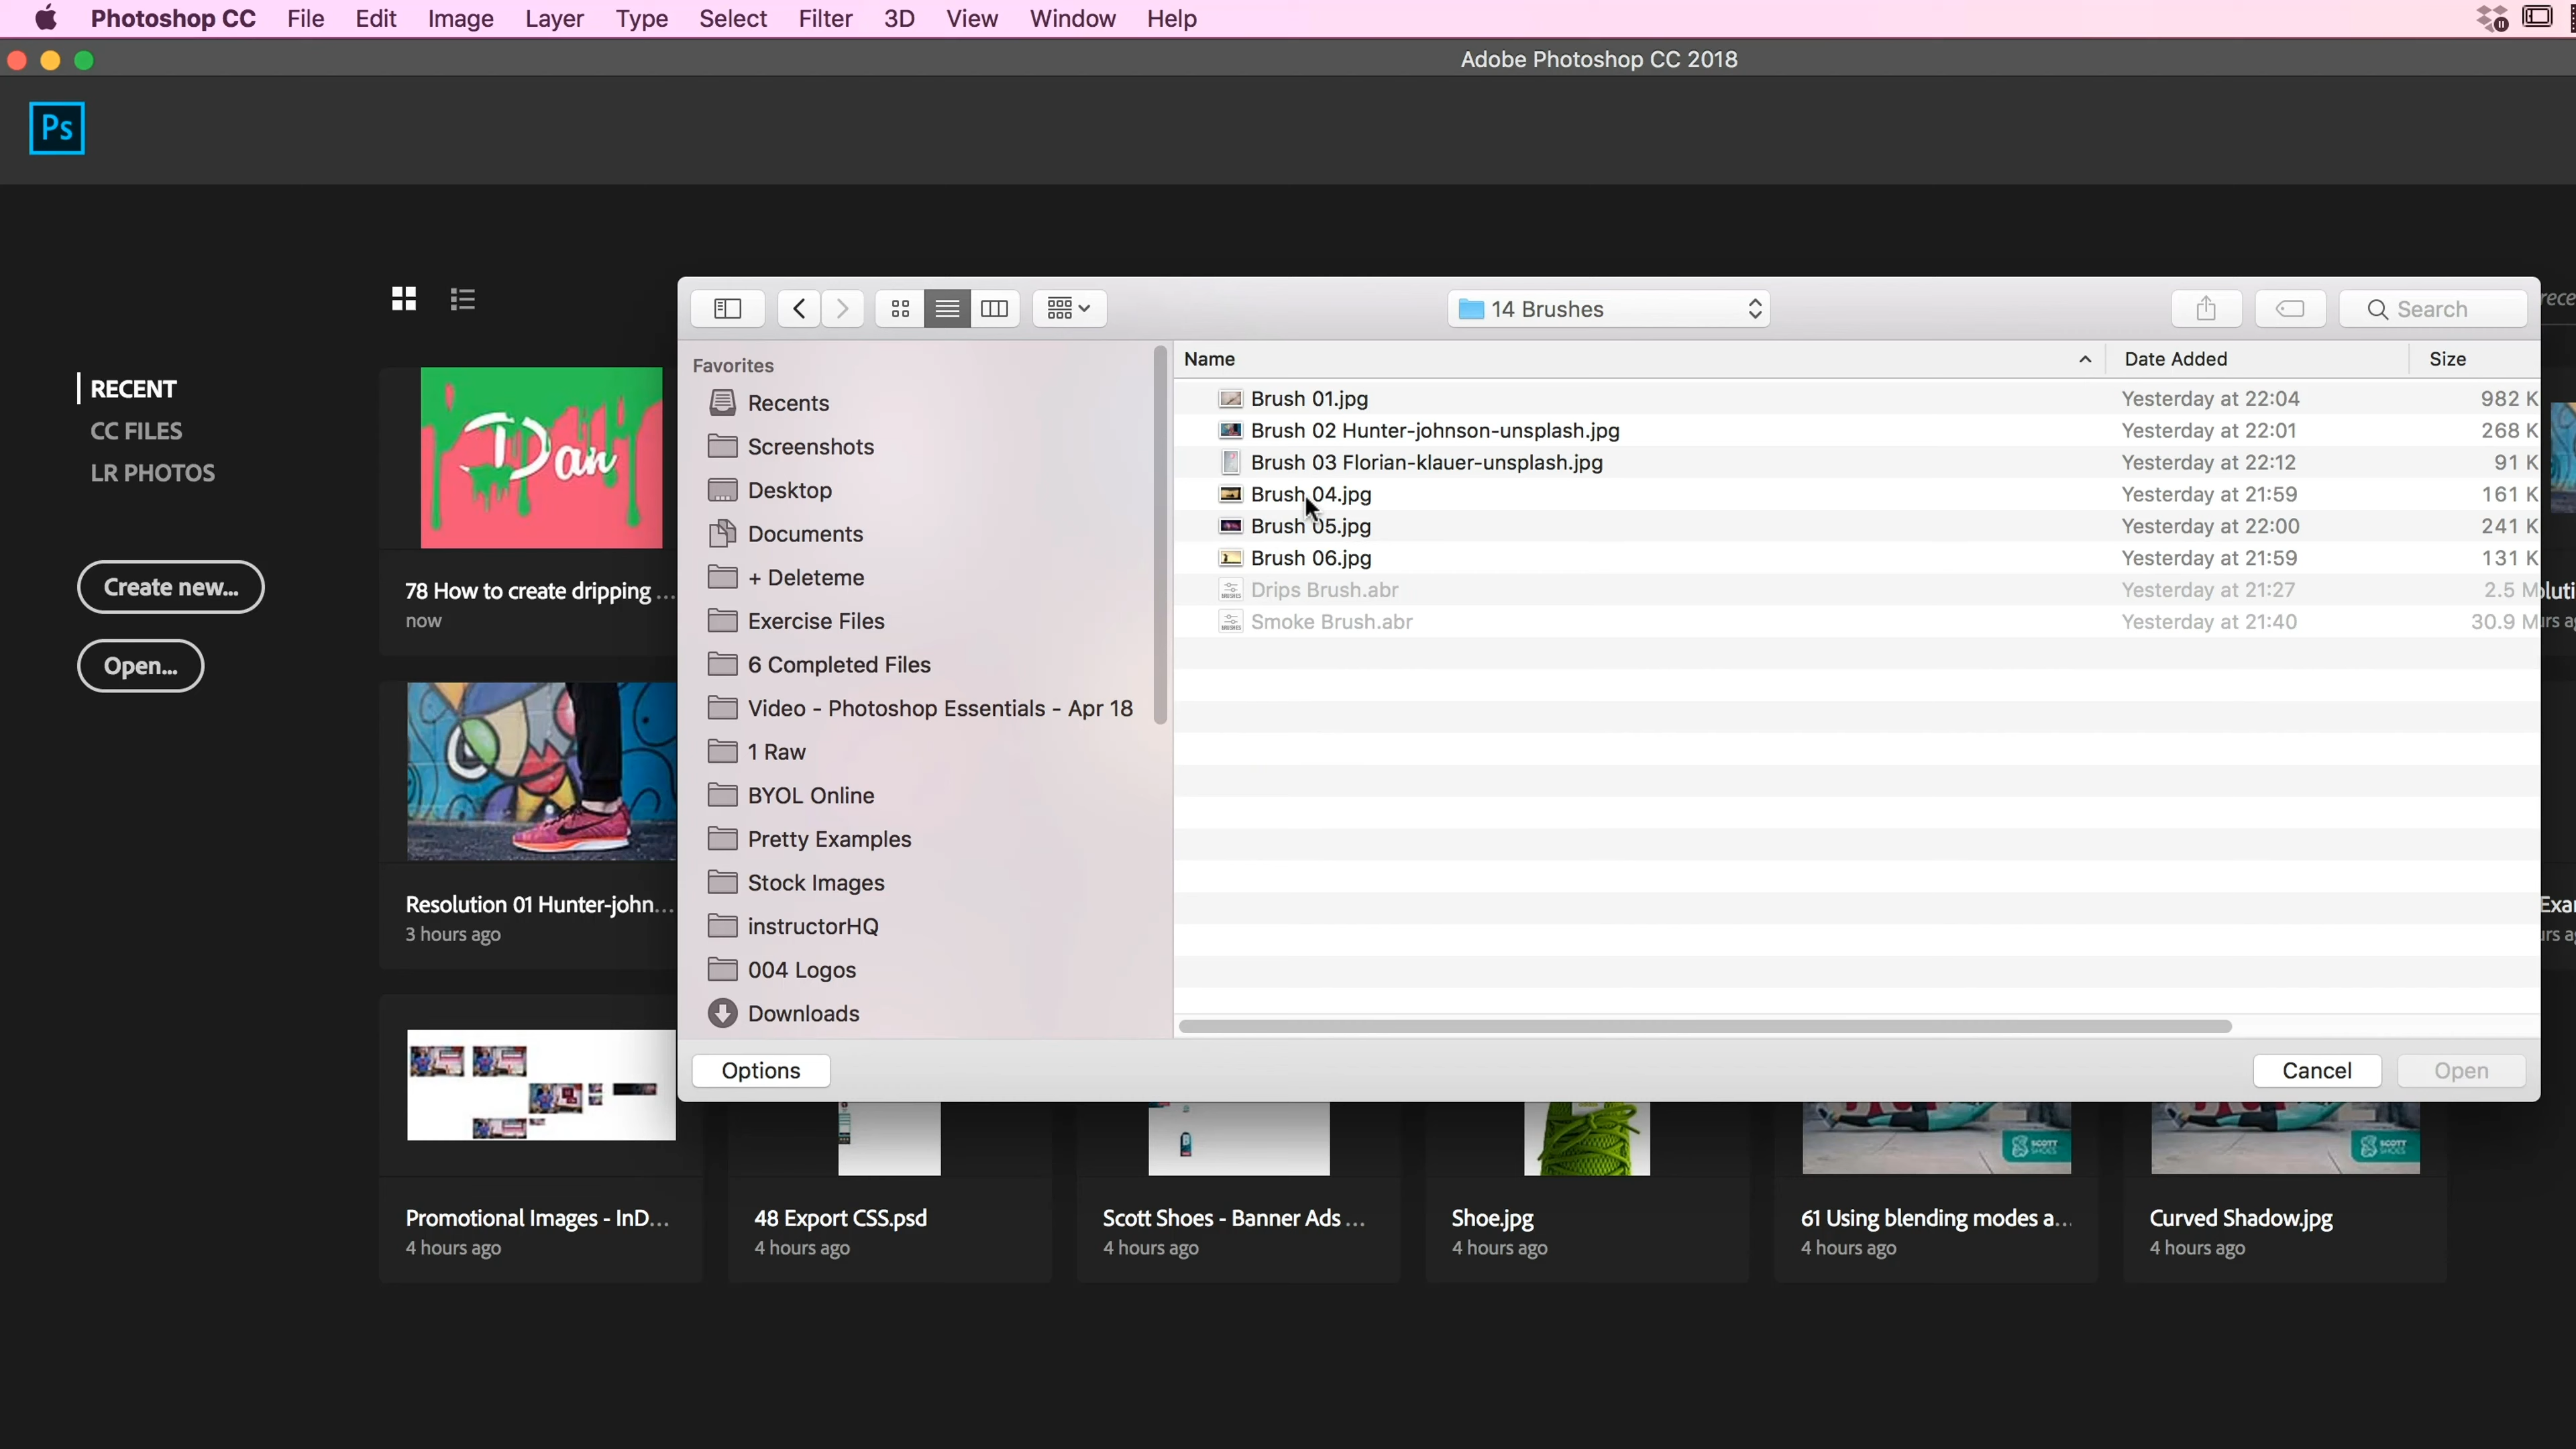 Photoshop CC File Edit Image Layer Type Select Filter 3D View Window Help
Adobe Photoshop CC 2018
Ps
RECENT
CC FILES
LR PHOTOS
Create new...
Open...
Dan
78 How to create dripping ...
now
Resolution 01 Hunter-john...
3 hours ago
Promotional Images - InD...
4 hours ago
48 Export CSS.psd
4 hours ago
Scott Shoes - Banner Ads ...
4 hours ago
Shoe.jpg
4 hours ago
SCOTT SHOES
61 Using blending modes a...
4 hours ago
SCOTT SHOES
Curved Shadow.jpg
4 hours ago
14 Brushes
Search
Favorites
Recents
Screenshots
Desktop
Documents
+ Deleteme
Exercise Files
6 Completed Files
Video - Photoshop Essentials - Apr 18
1 Raw
BYOL Online
Pretty Examples
Stock Images
instructorHQ
004 Logos
Downloads
Name Date Added Size
Brush 01.jpg Yesterday at 22:04 982 K
Brush 02 Hunter-johnson-unsplash.jpg Yesterday at 22:01 268 K
Brush 03 Florian-klauer-unsplash.jpg Yesterday at 22:12 91 K
Brush 04.jpg Yesterday at 21:59 161 K
Brush 05.jpg Yesterday at 22:00 241 K
Brush 06.jpg Yesterday at 21:59 131 K
Drips Brush.abr Yesterday at 21:27 2.5 M
Smoke Brush.abr Yesterday at 21:40 30.9 M
Options
Cancel
Open